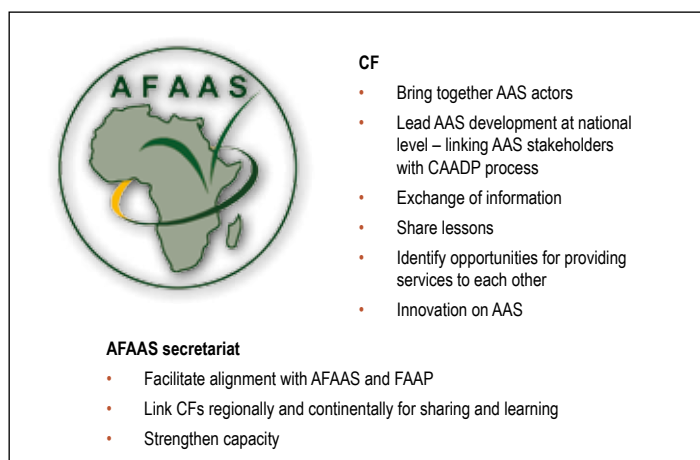 AFAAS
CF
• Bring together AAS actors
• Lead AAS development at national
level – linking AAS stakeholders
with CAADP process
• Exchange of information
• Share lessons
• Identify opportunities for providing
services to each other
• Innovation on AAS
AFAAS secretariat
• Facilitate alignment with AFAAS and FAAP
• Link CFs regionally and continentally for sharing and learning
• Strengthen capacity